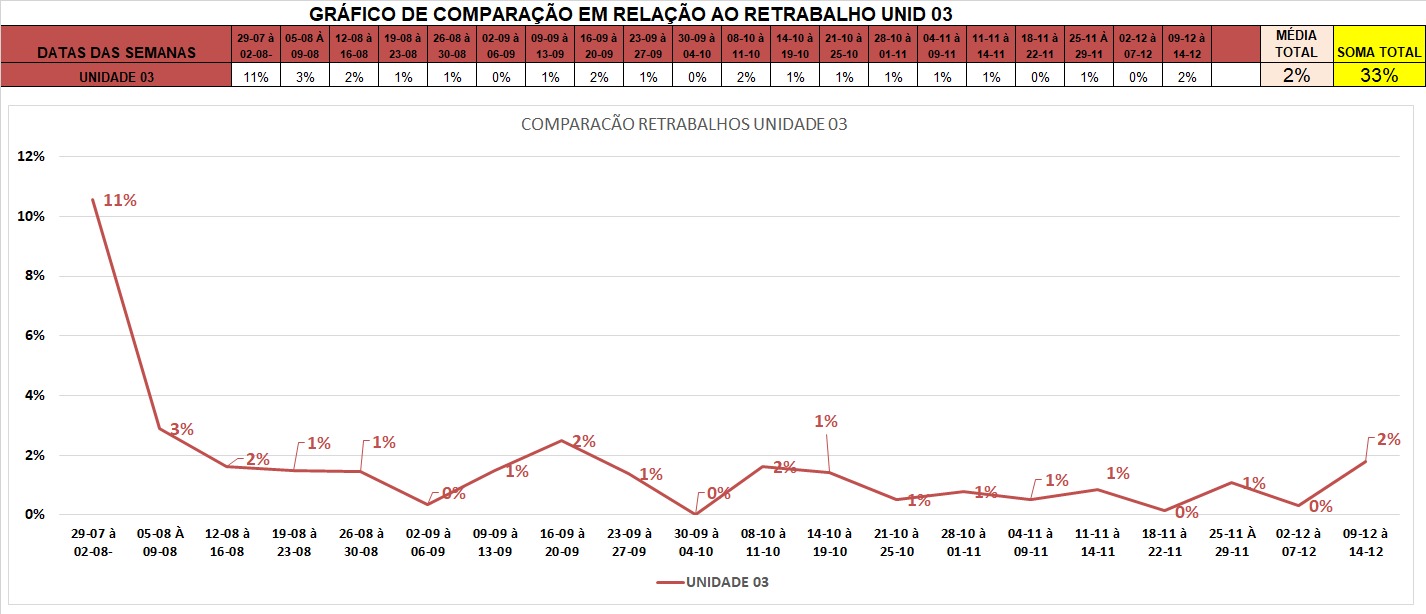 GRÁFICO DE COMPARAÇÃO EM RELAÇÃO AO RETRABALHO UNID 03
DATAS DAS SEMANAS 29-07 à 02-08- 05-08 À 09-08 12-08 à 16-08 19-08 à 23-08 26-08 à 30-08 02-09 à 06-09 09-09 à 13-09 16-09 à 20-09 23-09 à 27-09 30-09 à 04-10 08-10 à 11-10 14-10 à 19-10 21-10 à 25-10 28-10 à 01-11 04-11 à 09-11 11-11 à 14-11 18-11 à 22-11 25-11 À 29-11 02-12 à 07-12 09-12 à 14-12 MÉDIA TOTAL SOMA TOTAL
UNIDADE 03 11% 3% 2% 1% 1% 0% 1% 2% 1% 0% 2% 1% 1% 1% 1% 1% 0% 1% 0% 2% 2% 33%
COMPARACÃO RETRABALHOS UNIDADE 03
12%
10%
8%
6%
4%
2%
0%
11% 3% 2% 1% 1% 0% 1% 2% 1% 0% 2% 1% 1% 1% 1% 1% 0% 1% 0% 2%
29-07 à 05-08 À 12-08 à 19-08 à 26-08 à 02-09 à 09-09 à 16-09 à 23-09 à 30-09 à 08-10 à 14-10 à 21-10 à 28-10 à 04-11 à 11-11 à 18-11 à 25-11 À 02-12 à 09-12 à
02-08- 09-08 16-08 23-08 30-08 06-09 13-09 20-09 27-09 04-10 11-10 19-10 25-10 01-11 09-11 14-11 22-11 29-11 07-12 14-12
UNIDADE 03